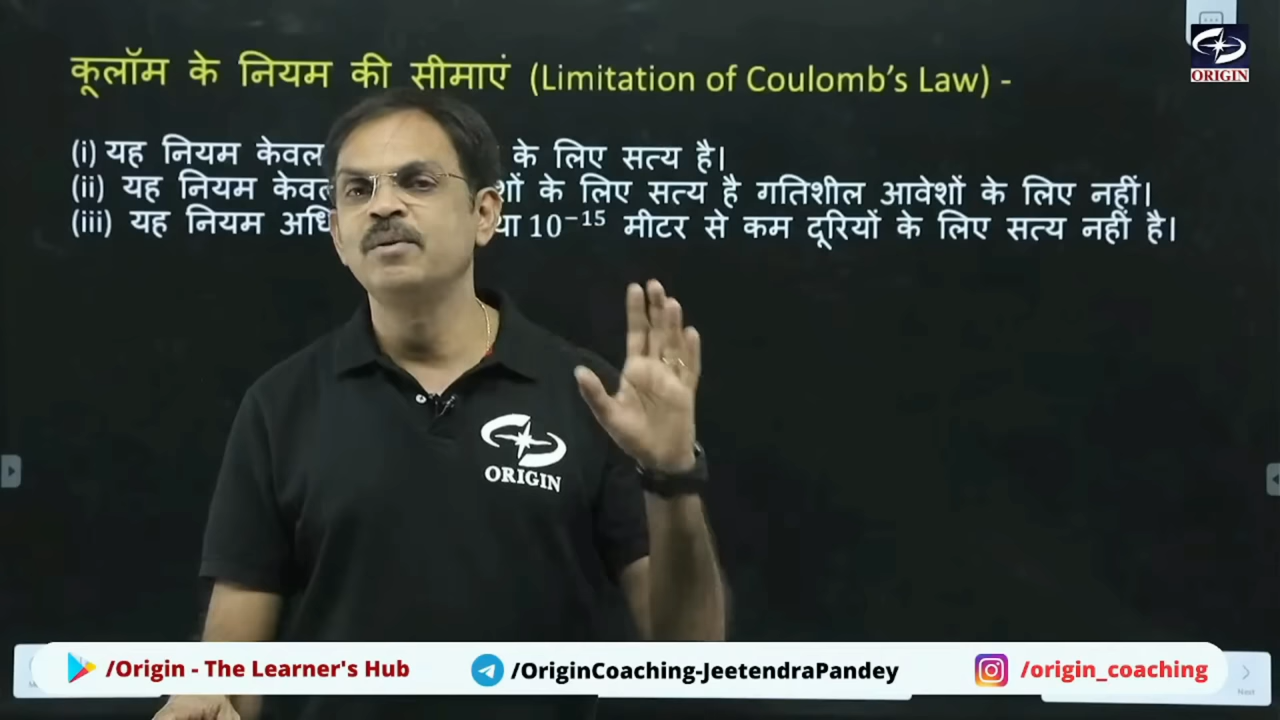 कूलॉम के नियम की सीमाएं (Limitation of Coulomb’s Law) -
ORIGIN
(i) यह नियम केवल के लिए सत्य है।
(ii) यह नियम केवल के लिए सत्य है गतिशील आवेशों के लिए नहीं।
(iii) यह नियम 10⁻¹⁵ मीटर से कम दूरियों के लिए सत्य नहीं है।
ORIGIN
/Origin - The Learner's Hub
/OriginCoaching-JeetendraPandey
/origin_coaching
Next